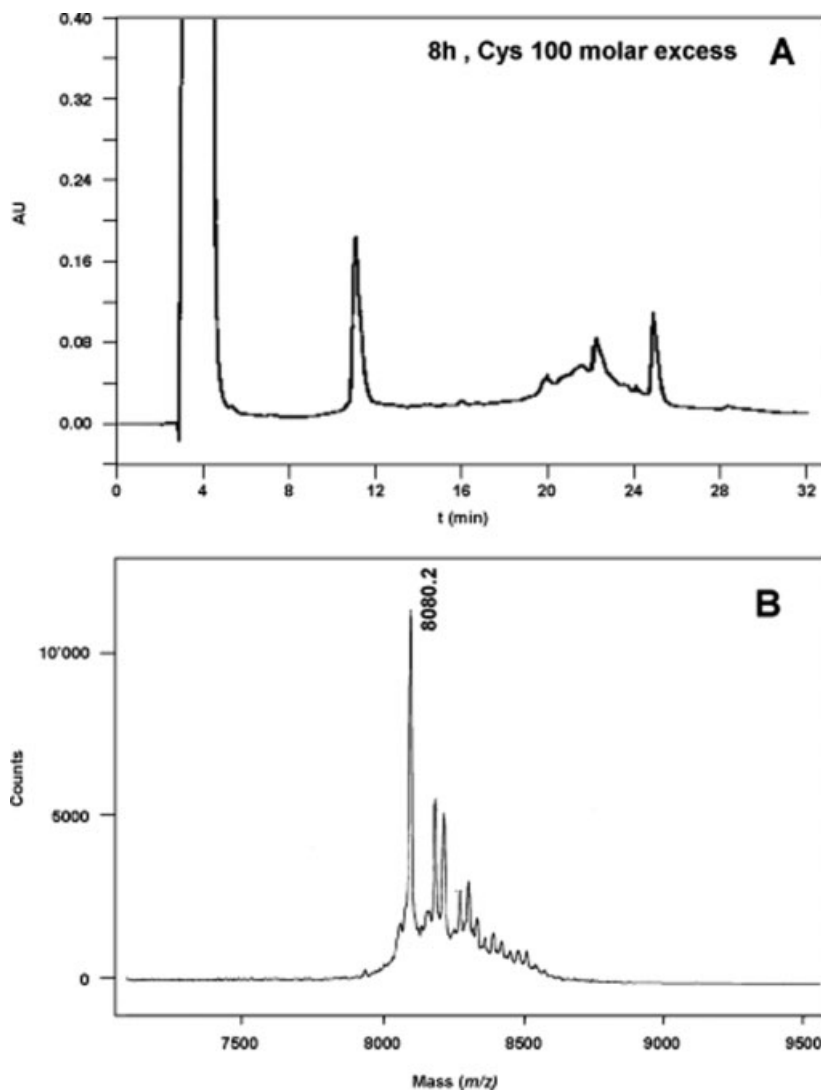 0.40
8h , Cys 100 molar excess A
0.32
0.24
AU
0.16
0.08
0.00
0 4 8 12 16 20 24 28 32
t (min)
8080.2
B
10'000
Counts
5000
0
7500 8000 8500 9000 9500
Mass (m/z)